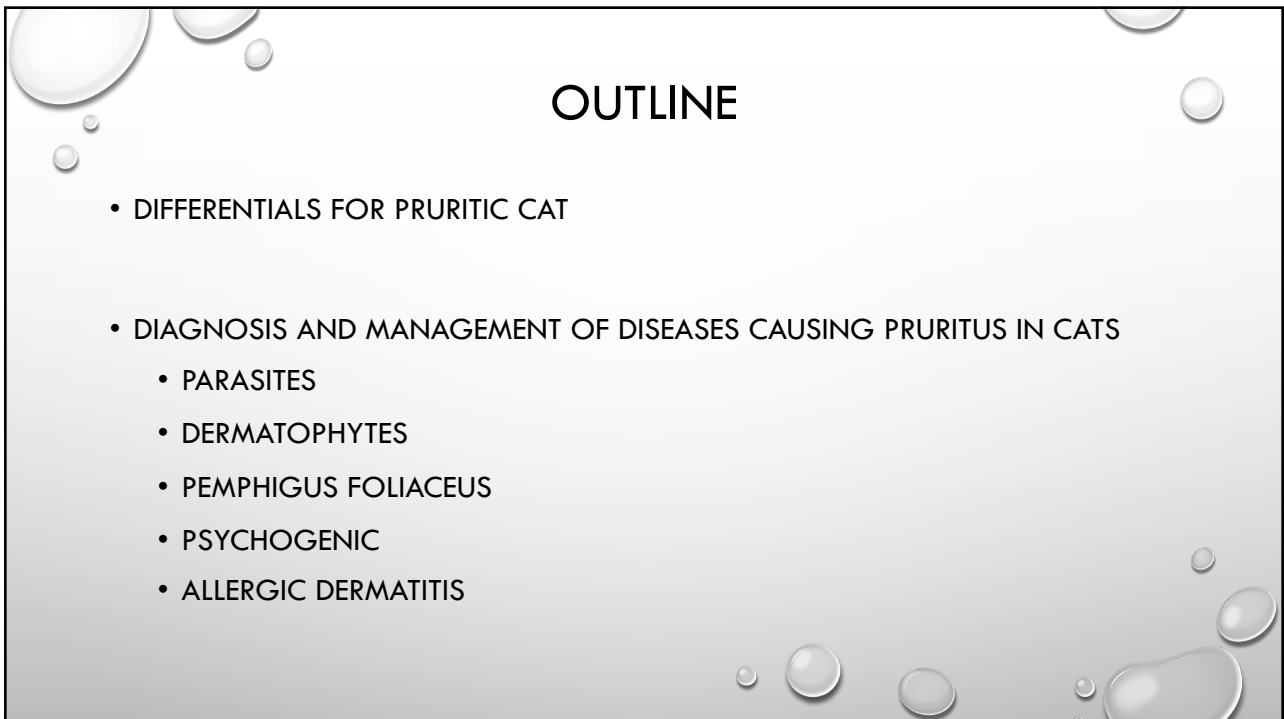 OUTLINE
• DIFFERENTIALS FOR PRURITIC CAT
• DIAGNOSIS AND MANAGEMENT OF DISEASES CAUSING PRURITUS IN CATS
• PARASITES
• DERMATOPHYTES
• PEMPHIGUS FOLIACEUS
• PSYCHOGENIC
• ALLERGIC DERMATITIS